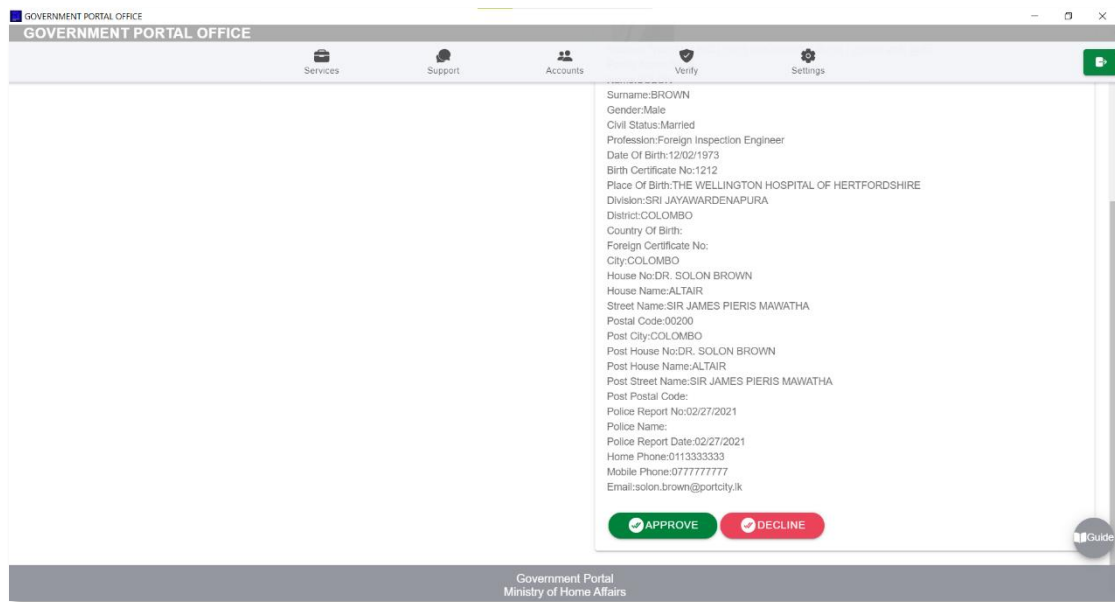 GOVERNMENT PORTAL OFFICE
GOVERNMENT PORTAL OFFICE
Services
Support
Accounts
Verify
Settings
Surname:BROWN
Gender:Male
Civil Status:Married
Profession:Foreign Inspection Engineer
Date Of Birth:12/02/1973
Birth Certificate No:1212
Place Of Birth:THE WELLINGTON HOSPITAL OF HERTFORDSHIRE
Division:SRI JAYAWARDENAPURA
District:COLOMBO
Country Of Birth:
Foreign Certificate No:
City:COLOMBO
House No:DR. SOLON BROWN
House Name:ALTAIR
Street Name:SIR JAMES PIERIS MAWATHA
Postal Code:00200
Post City:COLOMBO
Post House No:DR. SOLON BROWN
Post House Name:ALTAIR
Post Street Name:SIR JAMES PIERIS MAWATHA
Post Postal Code:
Police Report No:02/27/2021
Police Name:
Police Report Date:02/27/2021
Home Phone:0113333333
Mobile Phone:0777777777
Email:solon.brown@portcity.lk
APPROVE
DECLINE
Guide
Government Portal
Ministry of Home Affairs